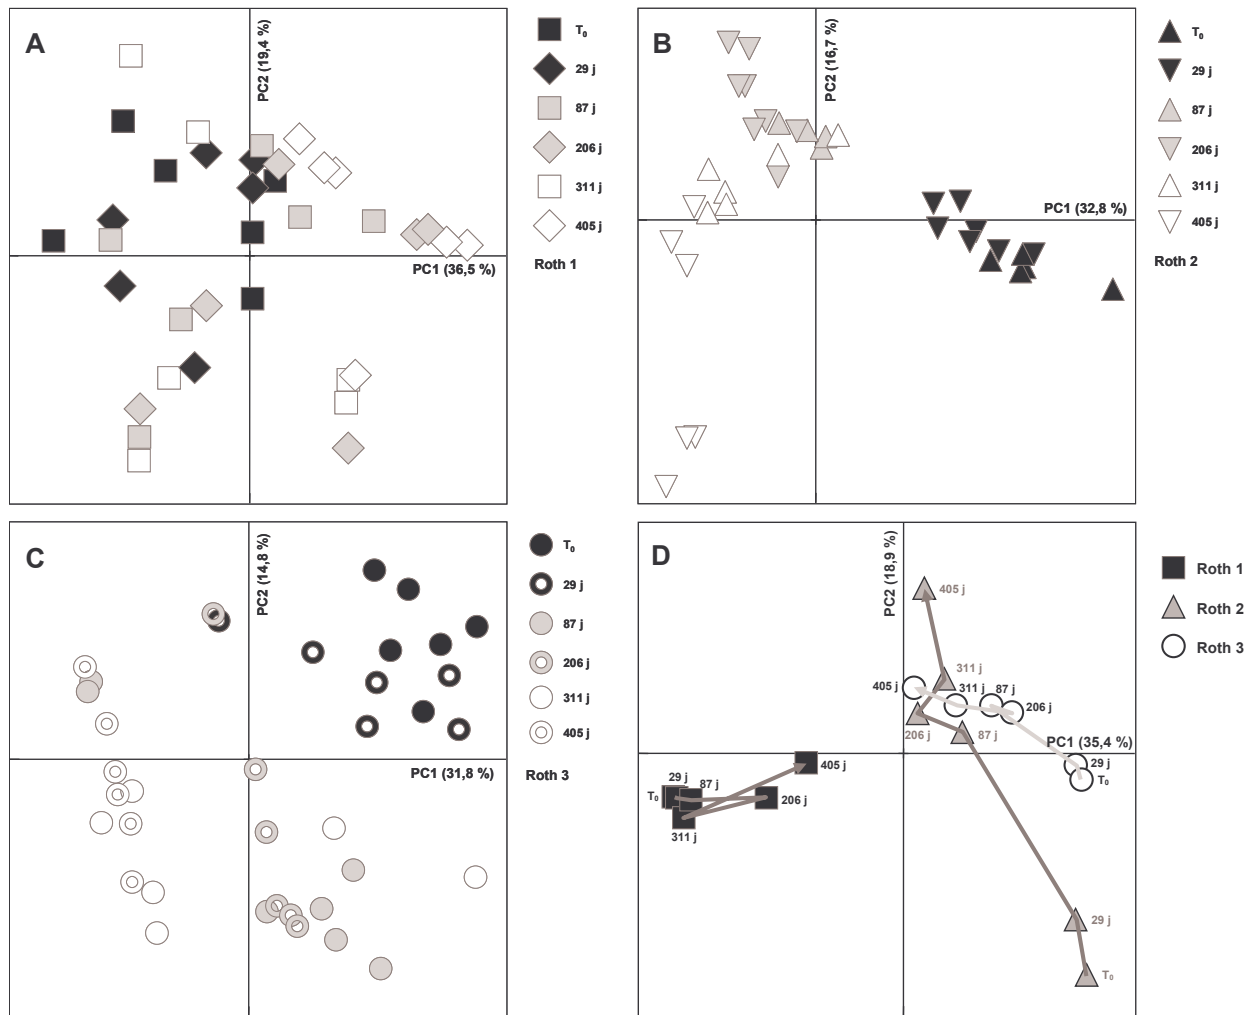 A
PC2 (19,4 %)
PC1 (36,5 %)
T₀
29 j
87 j
206 j
311 j
405 j
Roth 1
B
PC2 (16,7 %)
PC1 (32,8 %)
T₀
29 j
87 j
206 j
311 j
405 j
Roth 2
C
PC2 (14,8 %)
PC1 (31,8 %)
T₀
29 j
87 j
206 j
311 j
405 j
Roth 3
D
PC2 (18,9 %)
405 j
311 j
405 j
311 j
87 j
206 j
206 j
87 j
PC1 (35,4 %)
29 j
T₀
405 j
29 j
87 j
T₀
206 j
311 j
29 j
T₀
Roth 1
Roth 2
Roth 3